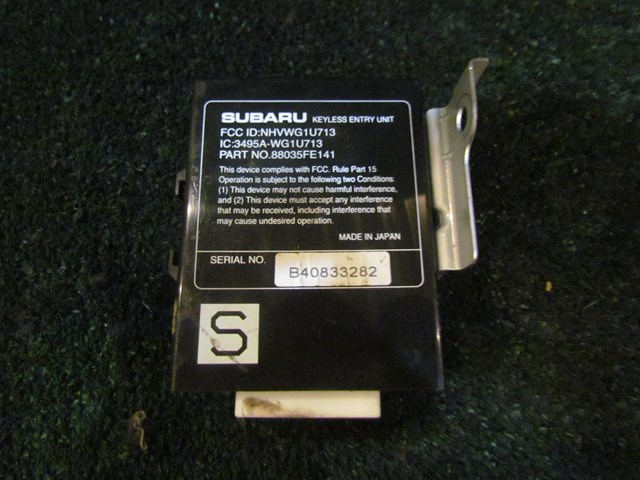 SUBARU KEYLESS ENTRY UNIT
FCC ID:NHVWG1U713
IC:3495A-WG1U713
PART NO.88035FE141
This device complies with FCC. Rule Part 15
Operation is subject to the following two Conditions:
(1) This device may not cause harmful interference,
and (2) This device must accept any interference
that may be received, including interference that
may cause undesired operation.
MADE IN JAPAN
SERIAL NO. B40833282
S